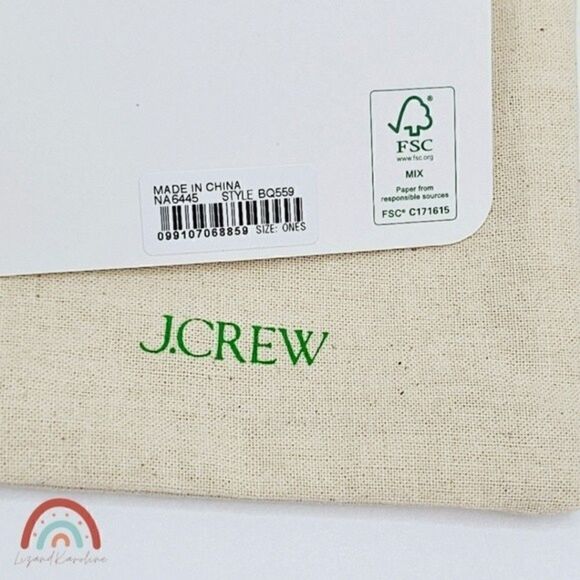 FSC
www.fsc.org
MIX
Paper from
responsible sources
FSC® C171615
MADE IN CHINA
NA6445 STYLE BQ559
099107068859 SIZE: ONES
J.CREW
LizandKaroline